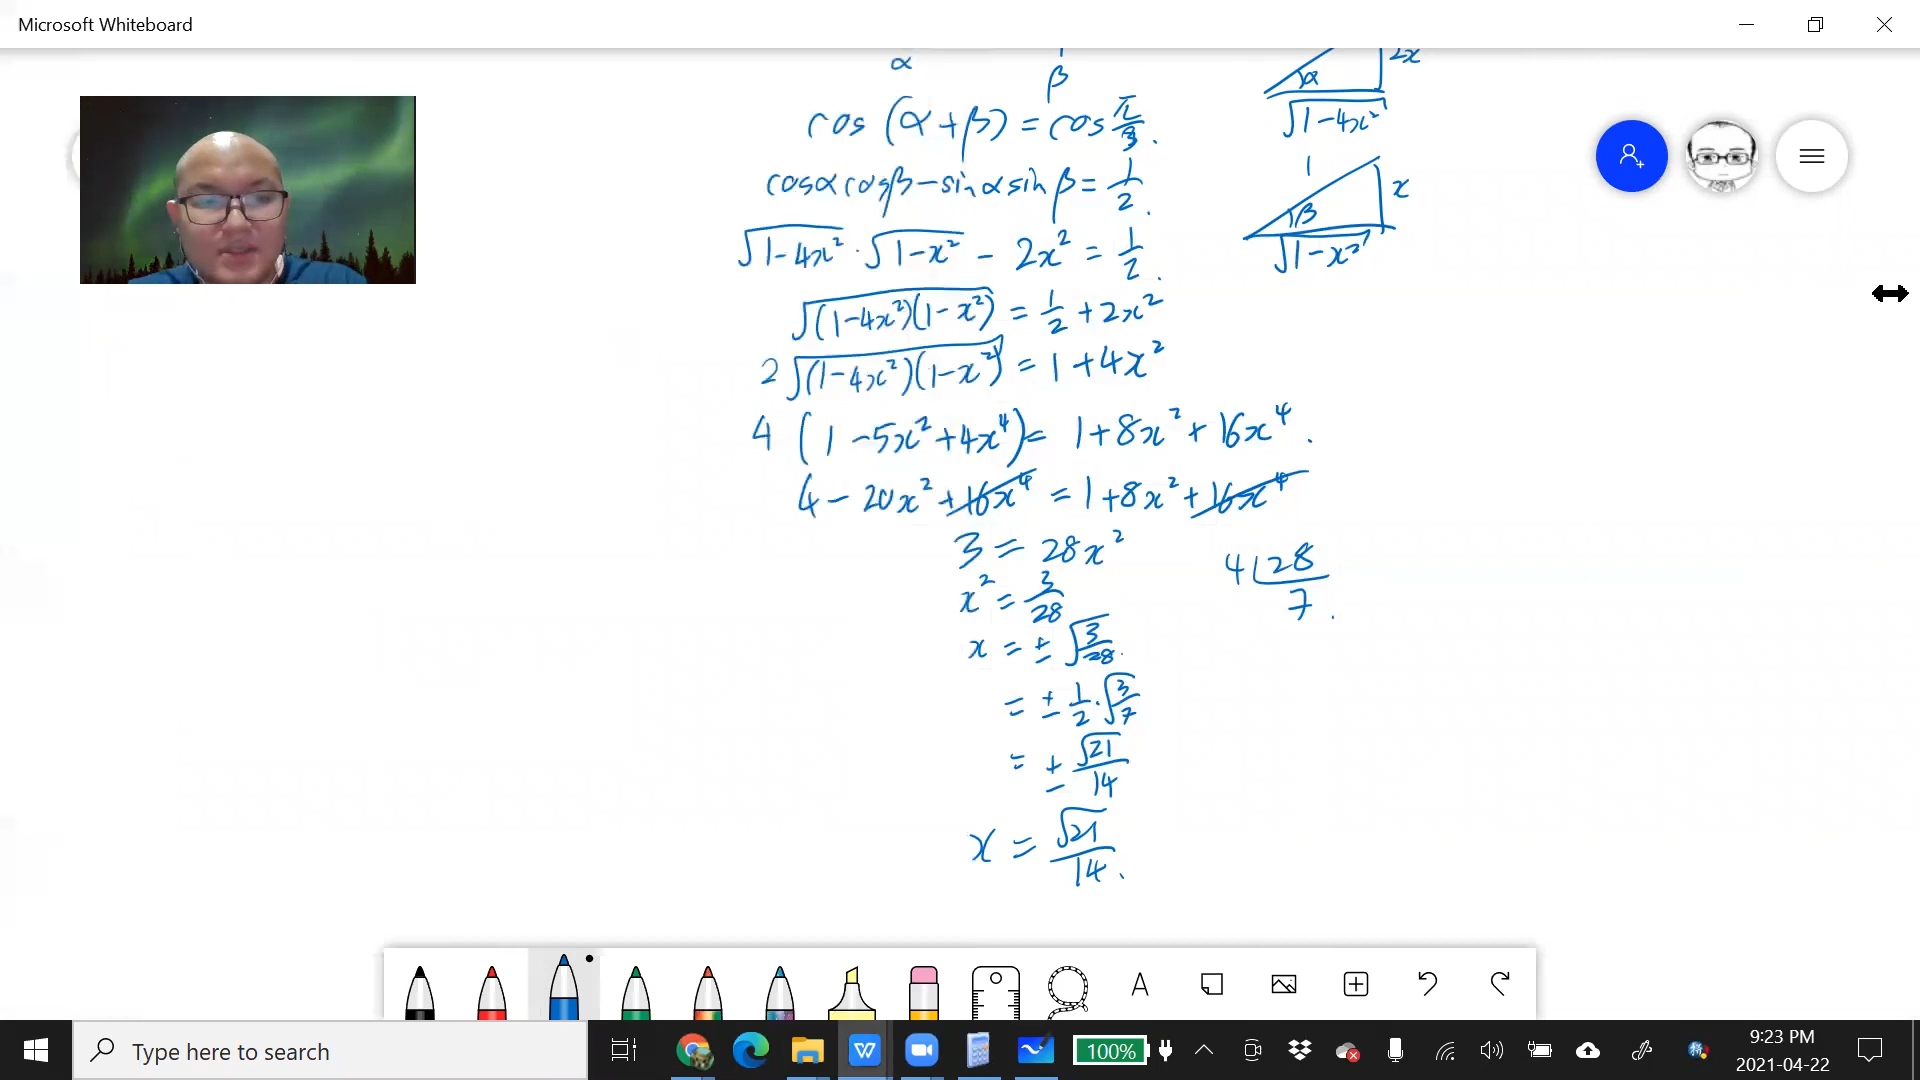 Microsoft Whiteboard
α
β
cos (α+β) = cos π/3.
cosα cosβ - sinα sinβ = 1/2.
√(1-4x²) · √(1-x²) - 2x² = 1/2.
√((1-4x²)(1-x²)) = 1/2 + 2x²
2√((1-4x²)(1-x²)) = 1 + 4x²
4 (1 - 5x² + 4x⁴) = 1 + 8x² + 16x⁴.
4 - 20x² + 16x⁴ = 1 + 8x² + 16x⁴
3 = 28x²
x² = 3/28
x = ± √(3/28).
= ± 1/2 · √(3/7)
= ± √21/14
x = √21/14.
2x
α
√(1-4x²)
1
x
β
√(1-x²)
4 28
7.
A
Type here to search
100%
9:23 PM
2021-04-22